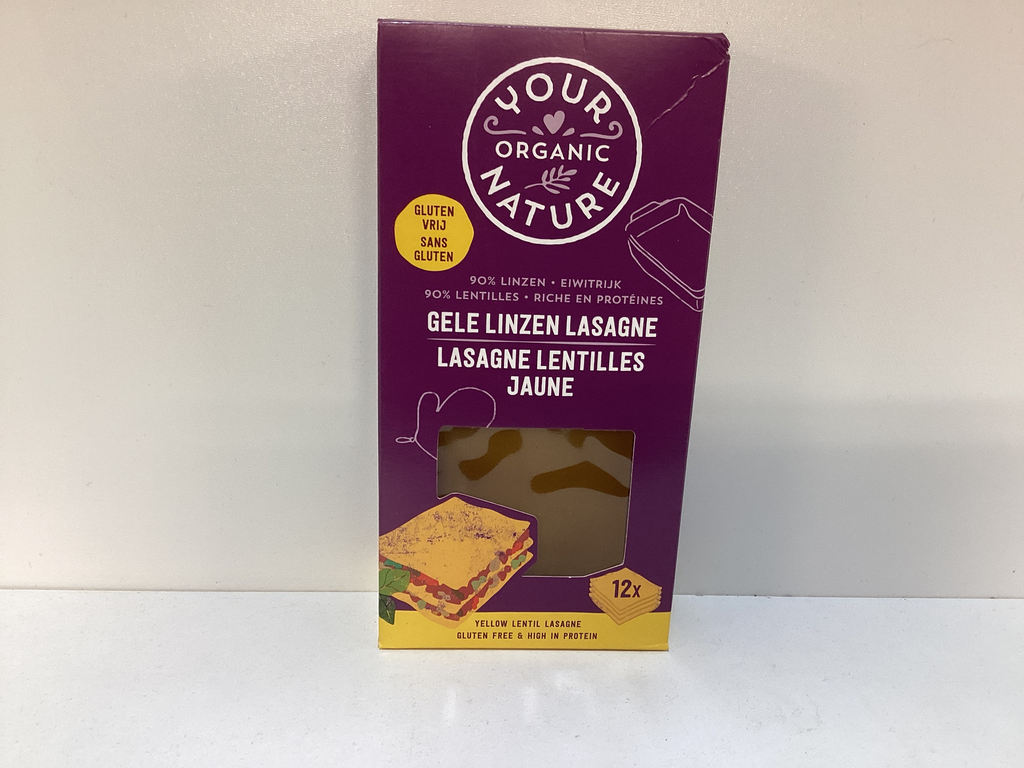 YOUR
ORGANIC
NATURE
GLUTEN
VRIJ
SANS
GLUTEN
90% LINZEN • EIWITRIJK
90% LENTILLES • RICHE EN PROTÉINES
GELE LINZEN LASAGNE
LASAGNE LENTILLES
JAUNE
12x
YELLOW LENTIL LASAGNE
GLUTEN FREE & HIGH IN PROTEIN